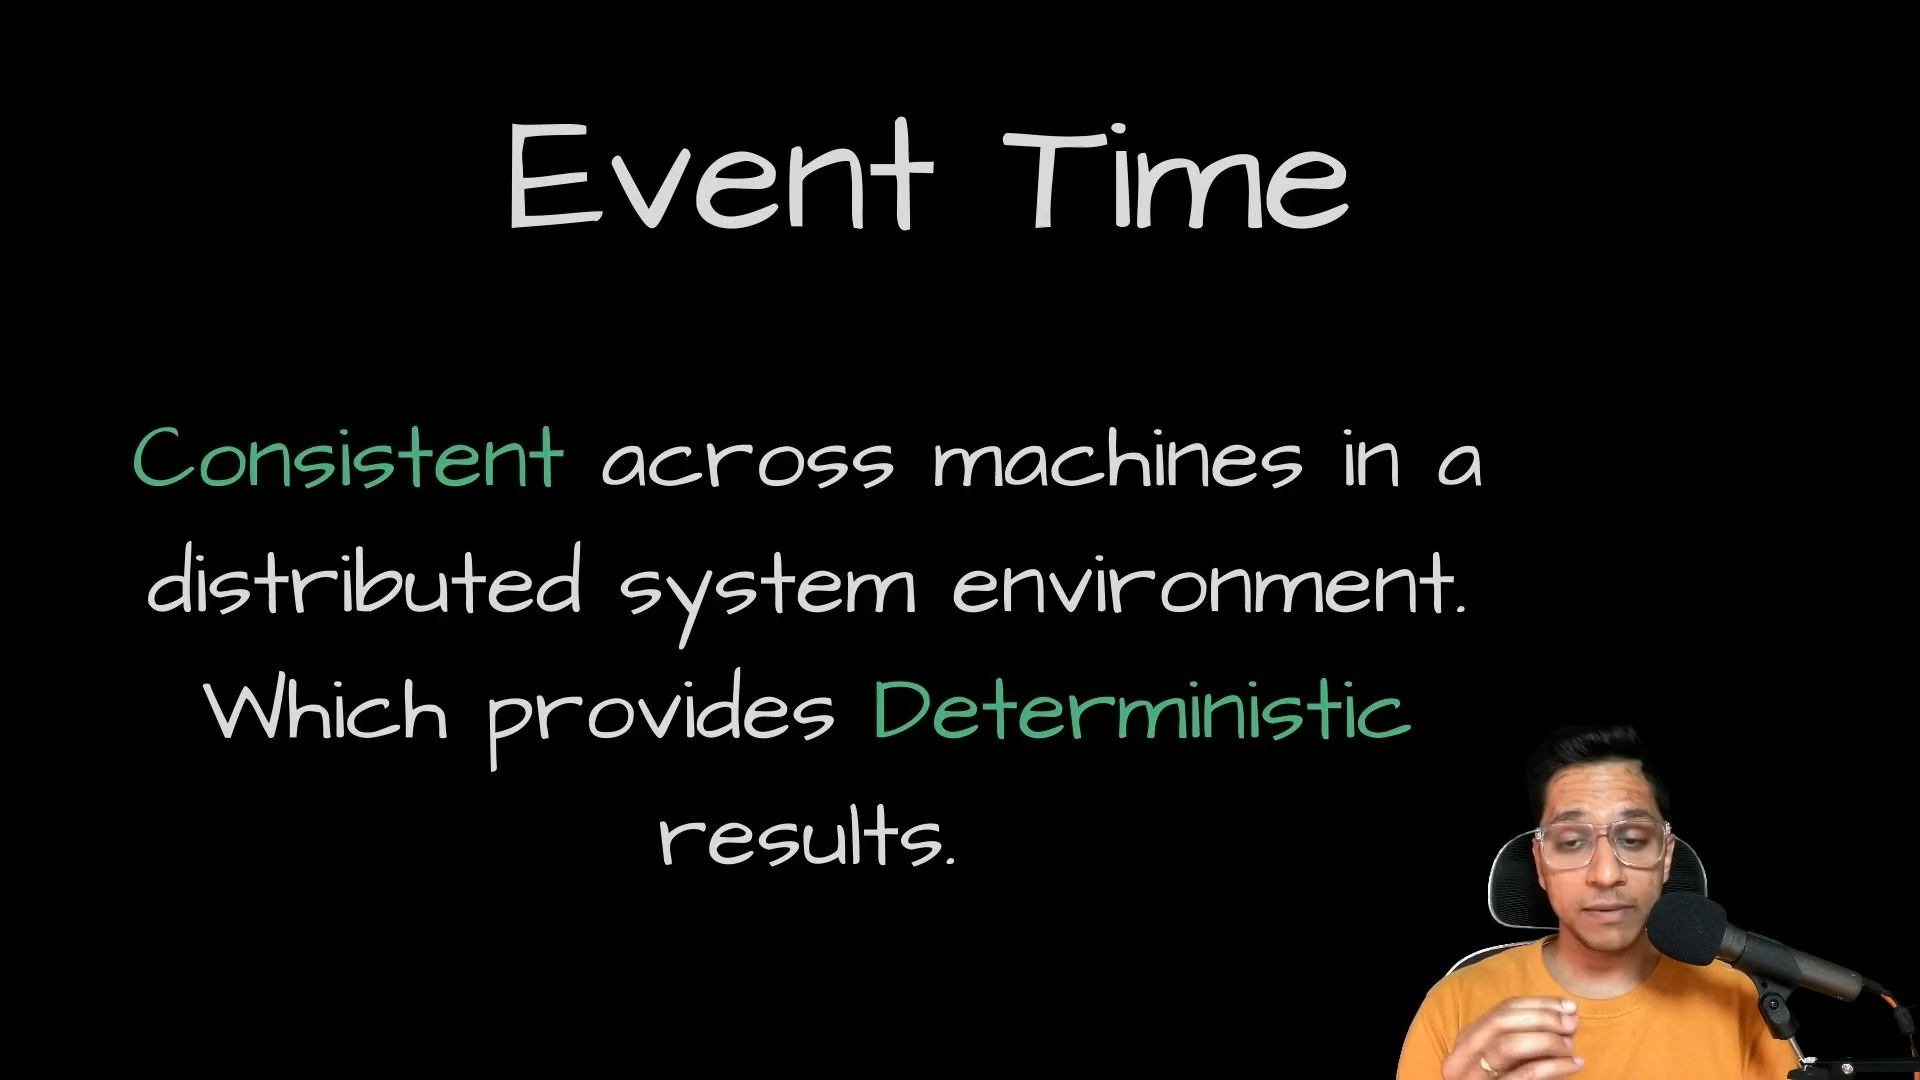 Event Time
Consistent across machines in a
distributed system environment.
Which provides Deterministic
results.